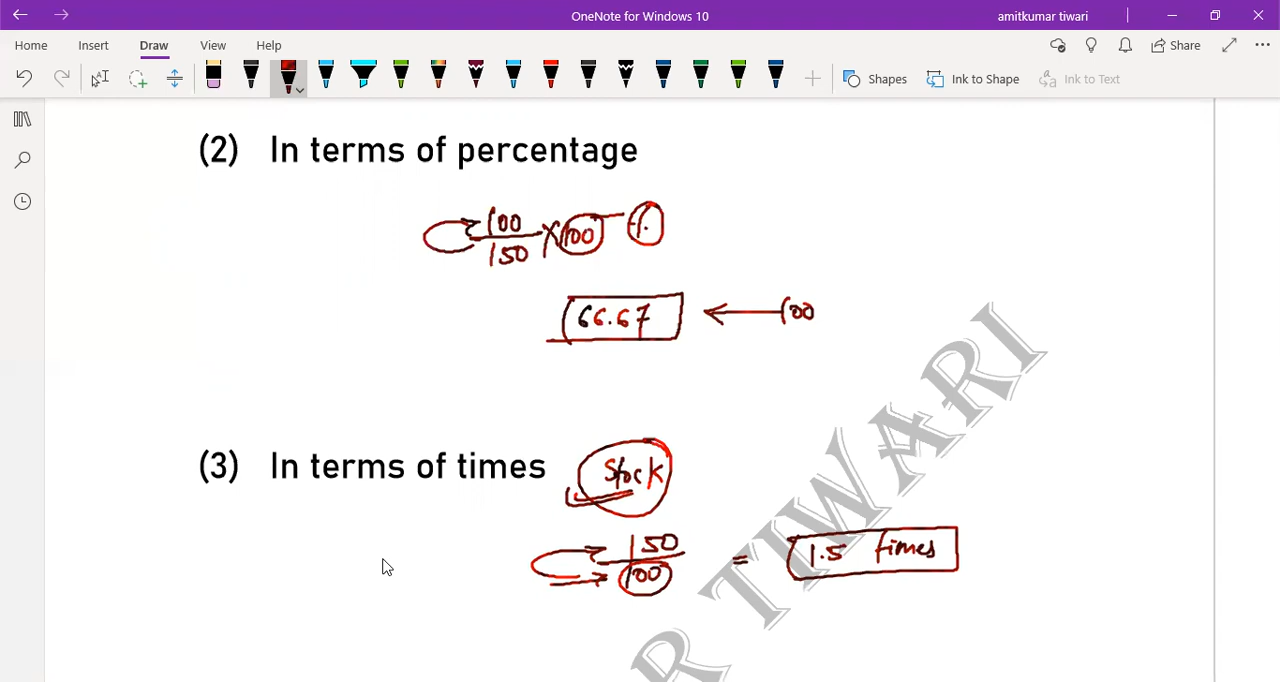 OneNote for Windows 10
amitkumar tiwari
Home Insert Draw View Help
Share
Shapes
Ink to Shape
Ink to Text
(2) In terms of percentage
100
150 × 100 - %
66.67 ← 100
(3) In terms of times
Stock
150
100 = 1.5 times
R TIWARI